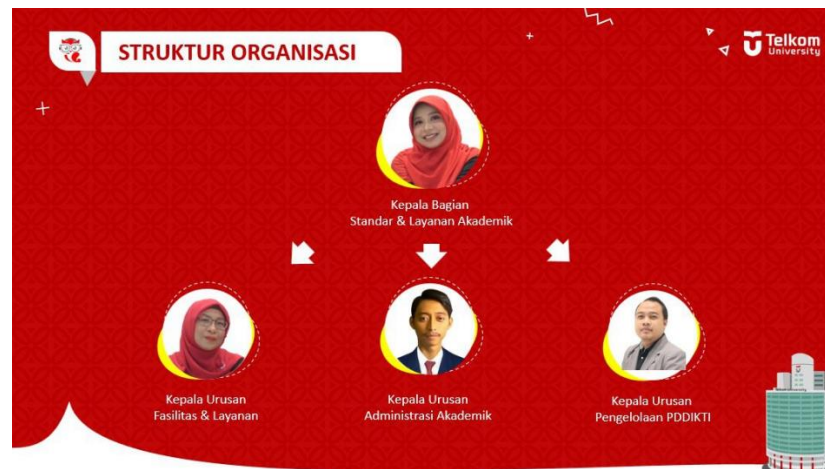 STRUKTUR ORGANISASI
Telkom
University
Kepala Bagian
Standar & Layanan Akademik
Kepala Urusan
Fasilitas & Layanan
Kepala Urusan
Administrasi Akademik
Kepala Urusan
Pengelolaan PDDIKTI